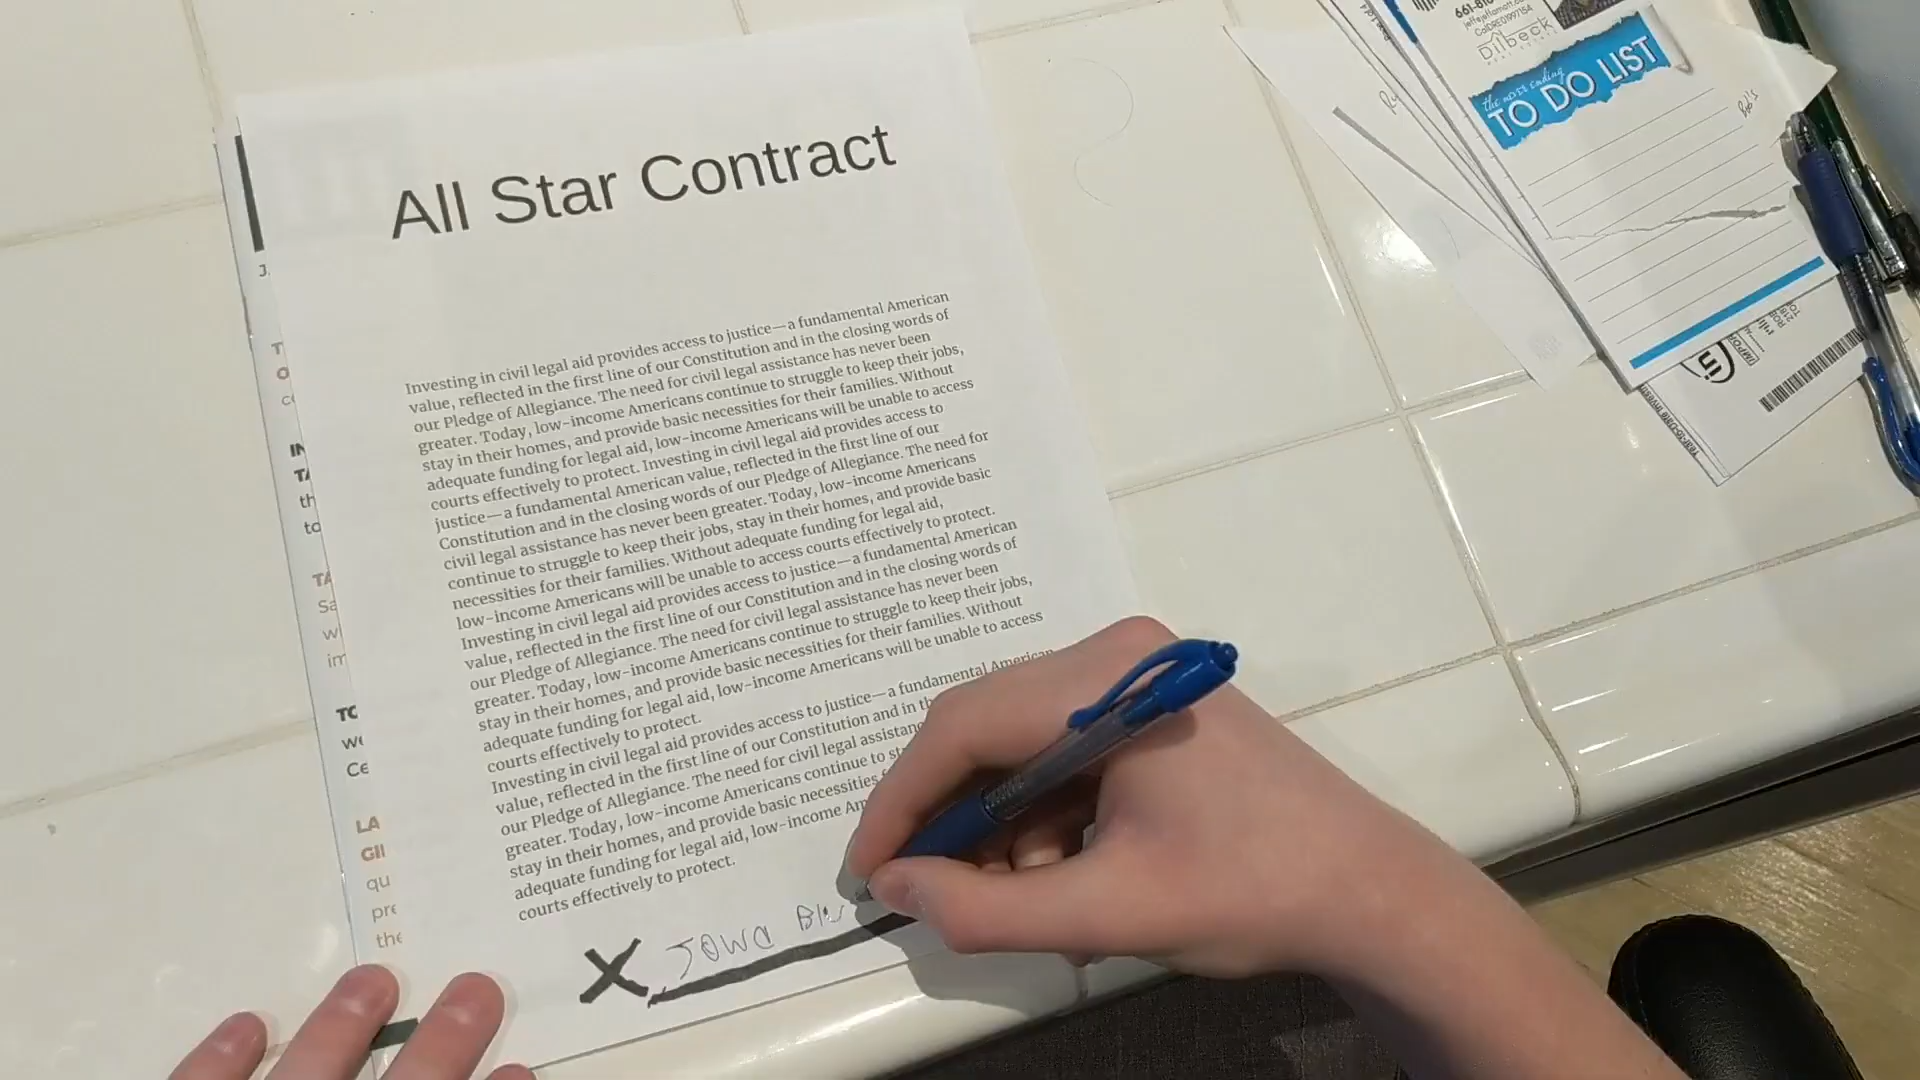 All Star Contract
Investing in civil legal aid provides access to justice—a fundamental American
value, reflected in the first line of our Constitution and in the closing words of
our Pledge of Allegiance. The need for civil legal assistance has never been
greater. Today, low-income Americans continue to struggle to keep their jobs,
stay in their homes, and provide basic necessities for their families. Without
adequate funding for legal aid, low-income Americans will be unable to access
courts effectively to protect. Investing in civil legal aid provides access to
justice—a fundamental American value, reflected in the first line of our
Constitution and in the closing words of our Pledge of Allegiance. The need for
civil legal assistance has never been greater. Today, low-income Americans
continue to struggle to keep their jobs, stay in their homes, and provide basic
necessities for their families. Without adequate funding for legal aid,
low-income Americans will be unable to access courts effectively to protect.
Investing in civil legal aid provides access to justice—a fundamental American
value, reflected in the first line of our Constitution and in the closing words of
our Pledge of Allegiance. The need for civil legal assistance has never been
greater. Today, low-income Americans continue to struggle to keep their jobs,
stay in their homes, and provide basic necessities for their families. Without
adequate funding for legal aid, low-income Americans will be unable to access
courts effectively to protect.
Investing in civil legal aid provides access to justice—a fundamental American
value, reflected in the first line of our Constitution and in
our Pledge of Allegiance. The need for civil legal
greater. Today, low-income Americans continue to
stay in their homes, and provide basic necessities
adequate funding for legal aid, low-income
courts effectively to protect.
X
Dilbeck
the never ending
TO DO LIST
Bob's